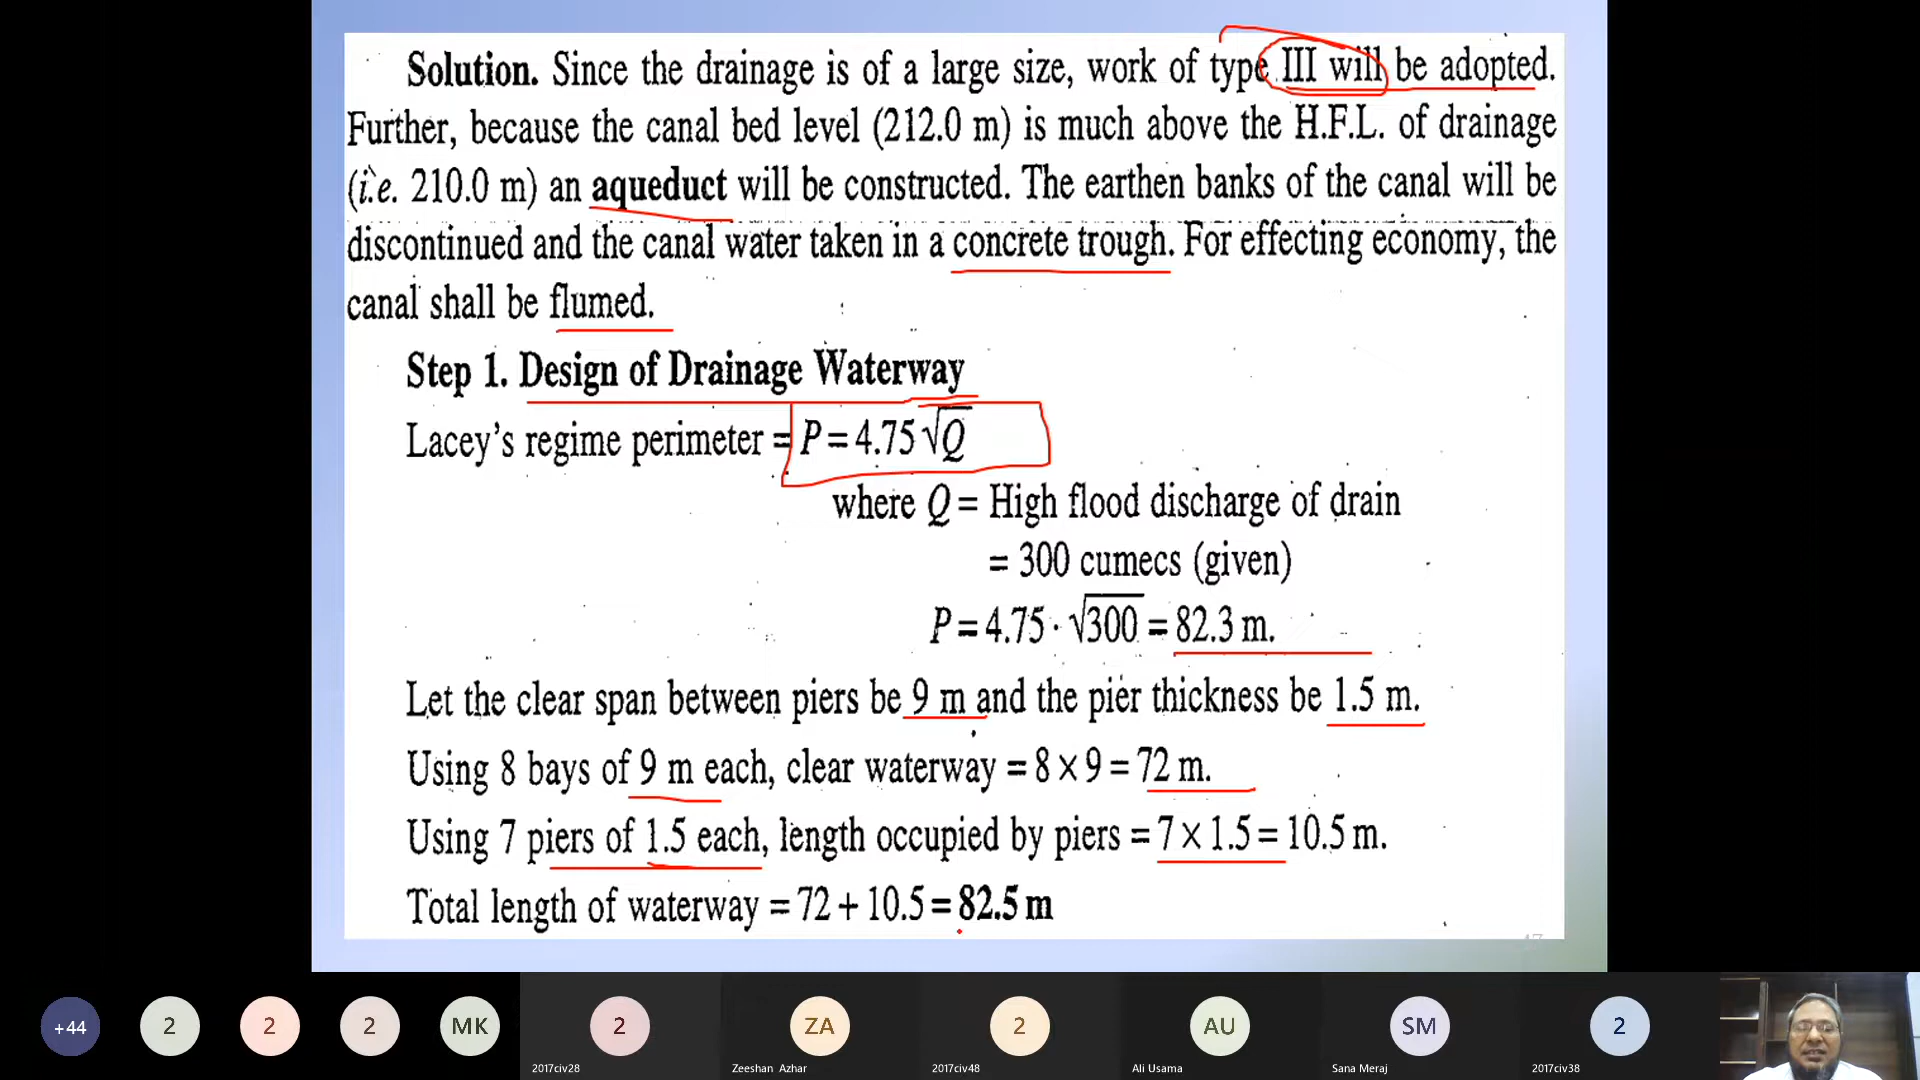 Solution. Since the drainage is of a large size, work of type III will be adopted.
Further, because the canal bed level (212.0 m) is much above the H.F.L. of drainage
(i.e. 210.0 m) an aqueduct will be constructed. The earthen banks of the canal will be
discontinued and the canal water taken in a concrete trough. For effecting economy, the
canal shall be flumed.
Step 1. Design of Drainage Waterway
Lacey's regime perimeter = P = 4.75 √Q
where Q = High flood discharge of drain
= 300 cumecs (given)
P = 4.75 · √300 = 82.3 m.
Let the clear span between piers be 9 m and the pier thickness be 1.5 m.
Using 8 bays of 9 m each, clear waterway = 8 × 9 = 72 m.
Using 7 piers of 1.5 each, length occupied by piers = 7 × 1.5 = 10.5 m.
Total length of waterway = 72 + 10.5 = 82.5 m
+44 2 2 2 MK 2 ZA 2 AU SM 2
2017civ28 Zeeshan Azhar 2017civ48 Ali Usama Sana Meraj 2017civ38